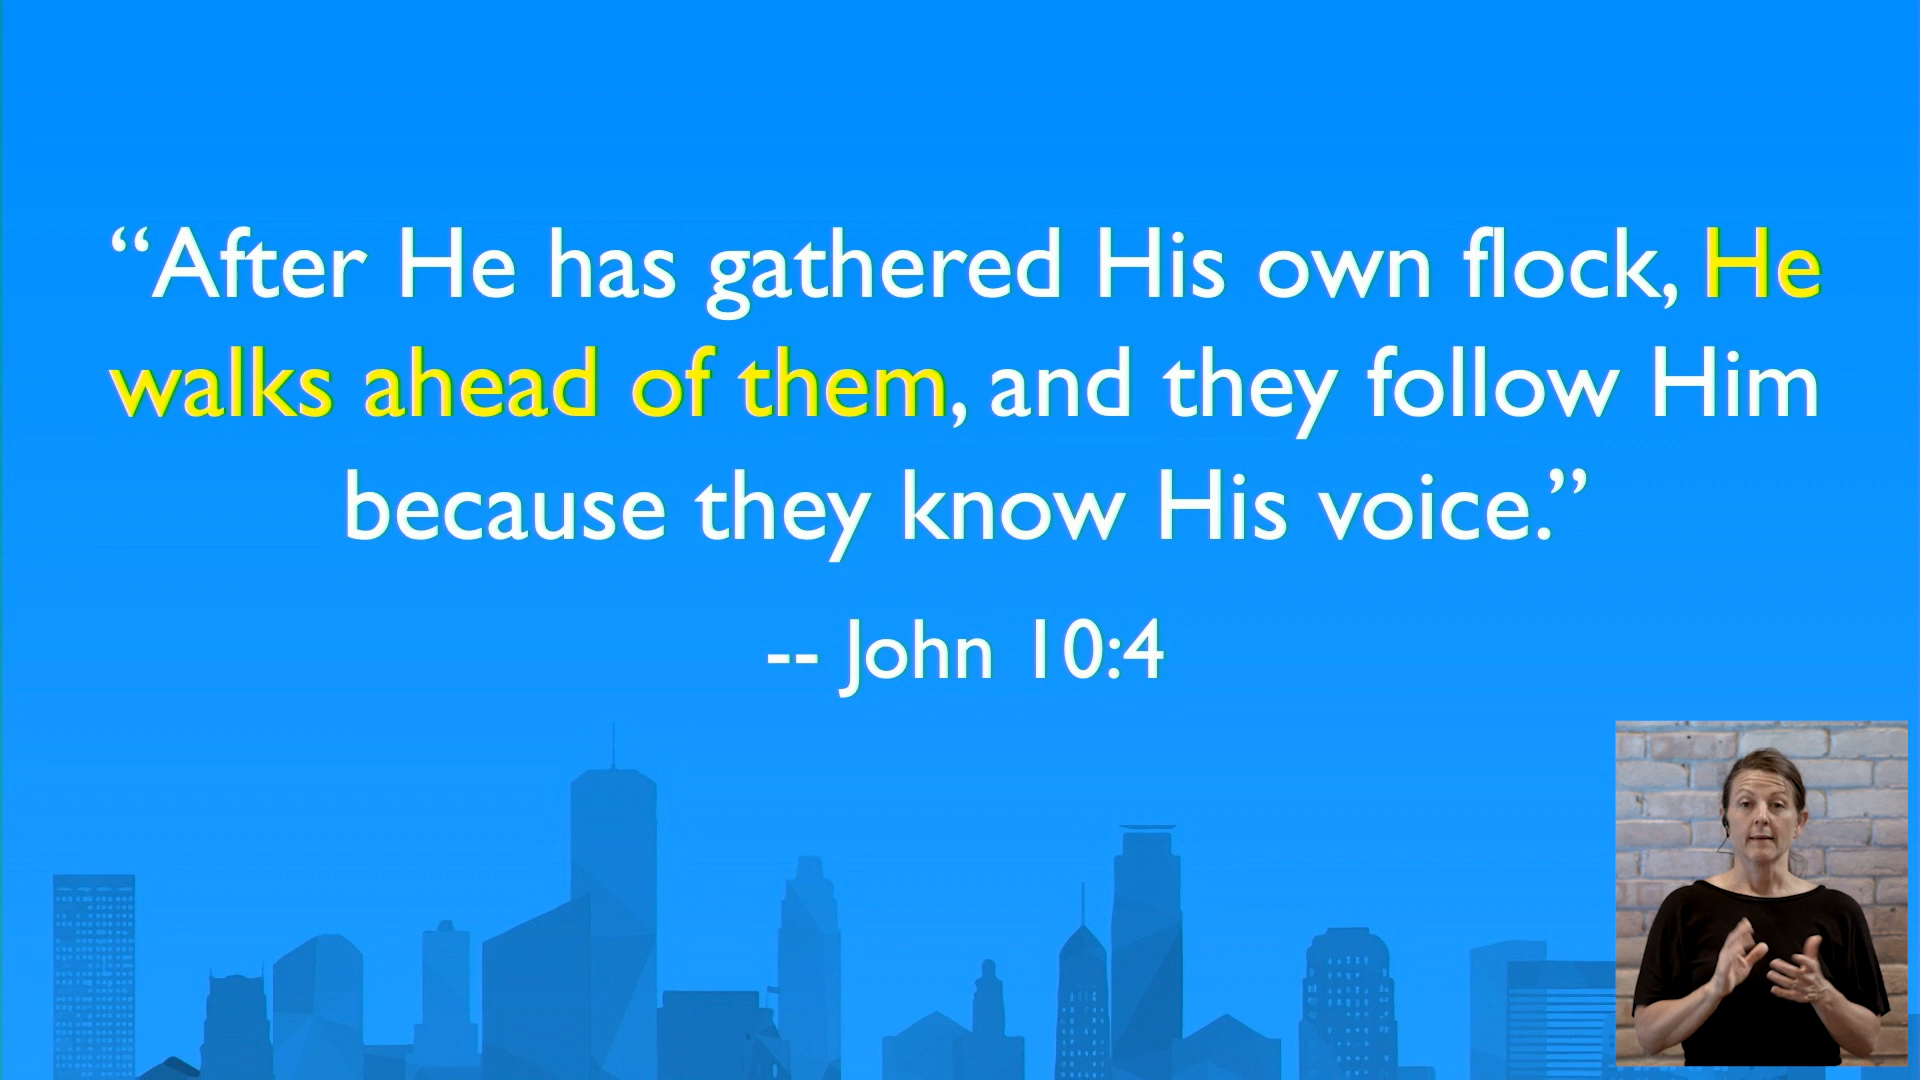 “After He has gathered His own flock, He
walks ahead of them, and they follow Him
because they know His voice.”
-- John 10:4